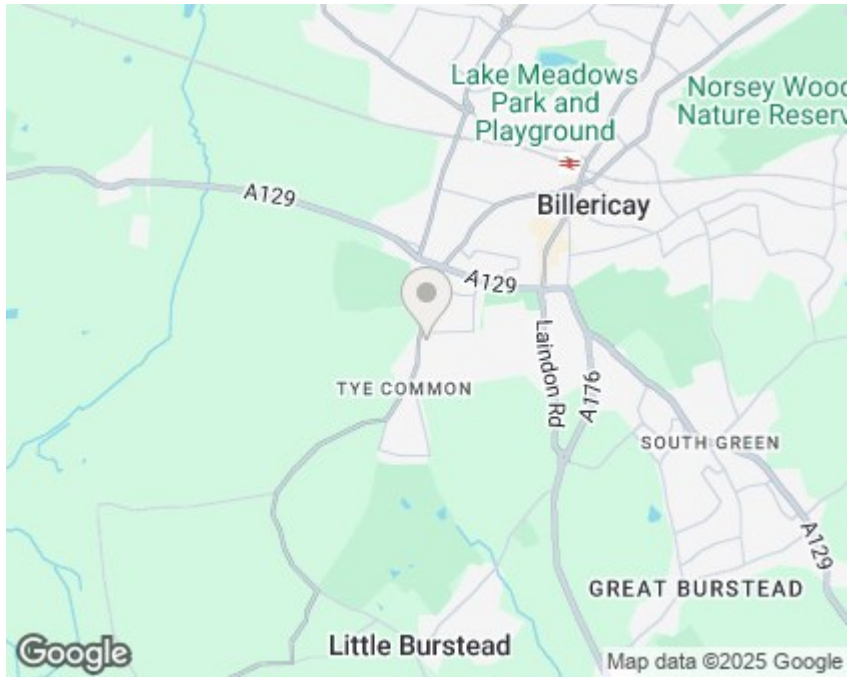 Lake Meadows
Park and
Playground
Norsey Wood
Nature Reserv
A129
Billericay
A129
Laindon Rd
A176
TYE COMMON
SOUTH GREEN
A129
GREAT BURSTEAD
Little Burstead
Google
Map data ©2025 Google